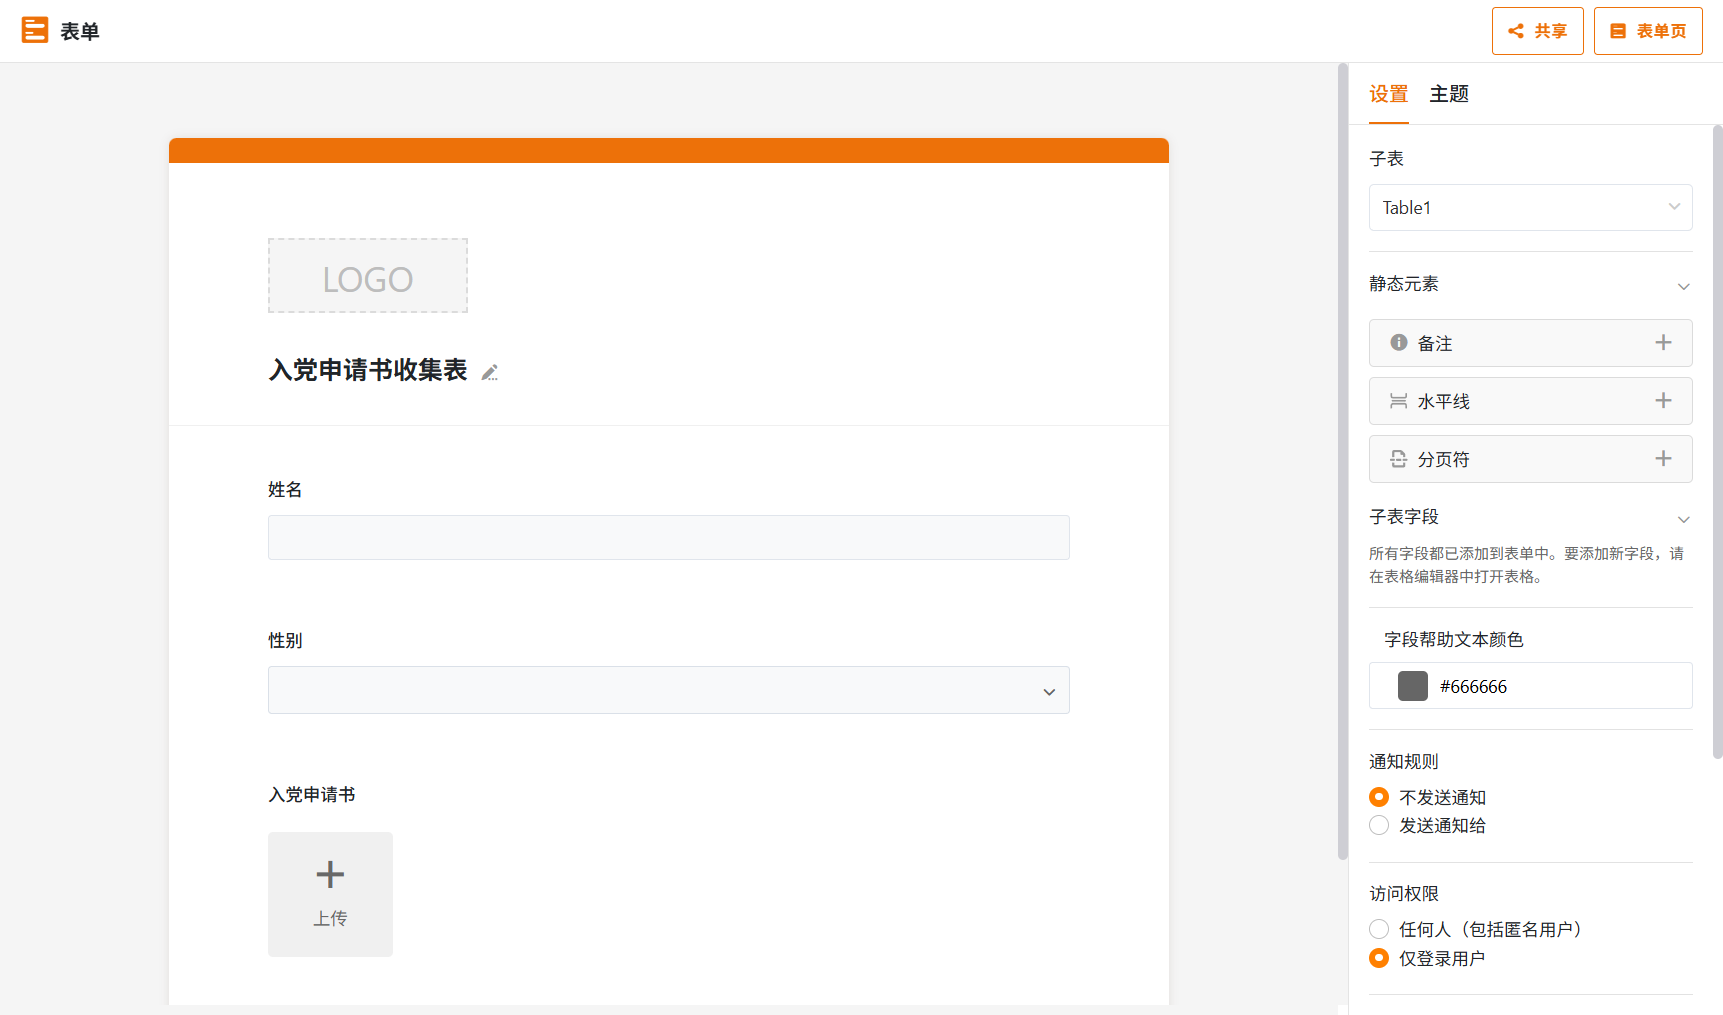 表单
共享
表单页
设置
主题
LOGO
入党申请书收集表
姓名
性别
入党申请书
上传
子表
Table1
静态元素
备注
水平线
分页符
子表字段
所有字段都已添加到表单中。要添加新字段，请
在表格编辑器中打开表格。
字段帮助文本颜色
#666666
通知规则
不发送通知
发送通知给
访问权限
任何人（包括匿名用户）
仅登录用户